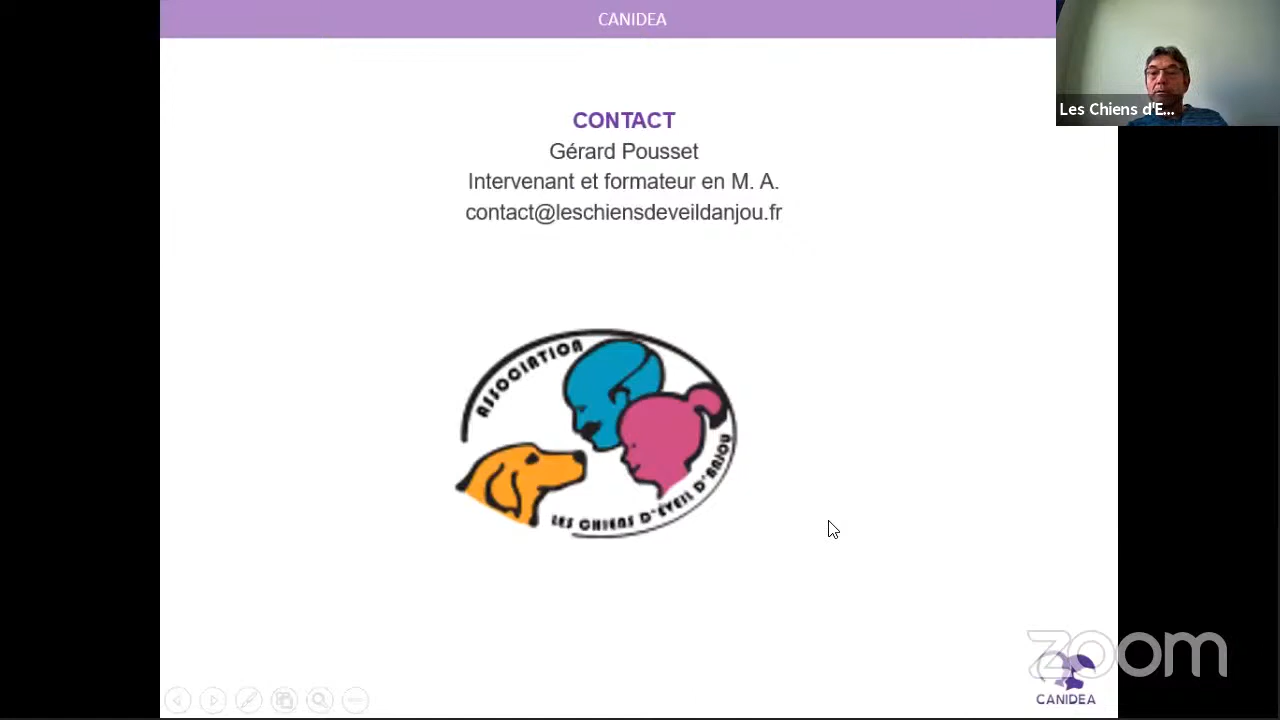 CANIDEA
Les Chiens d'E...
CONTACT
Gérard Pousset
Intervenant et formateur en M. A.
contact@leschiensdeveildanjou.fr
ASSOCIATION
LES CHIENS D'ÉVEIL D'ANJOU
zoom
CANIDEA